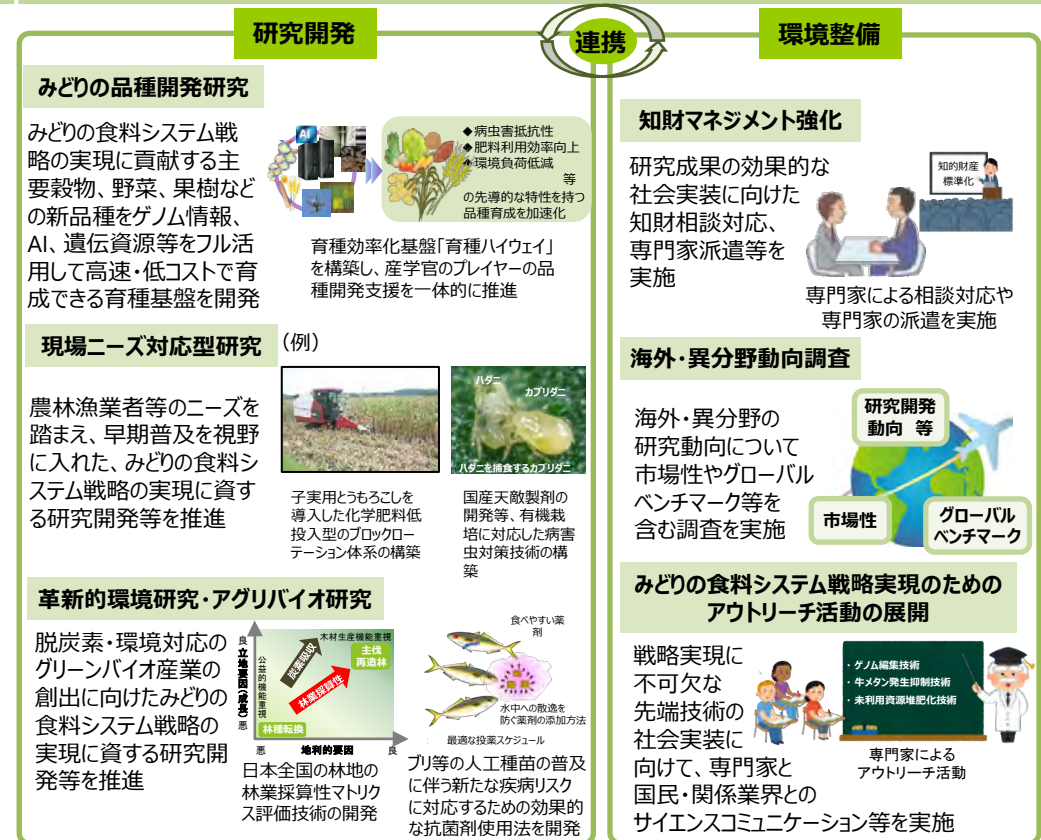 研究開発
連携
環境整備
みどりの品種開発研究
みどりの食料システム戦
略の実現に貢献する主
要穀物、野菜、果樹など
の新品種をゲノム情報、
AI、遺伝資源等をフル活
用して高速・低コストで育
成できる育種基盤を開発
AI
◆病虫害抵抗性
◆肥料利用効率向上
◆環境負荷低減
等
の先導的な特性を持つ
品種育成を加速化
育種効率化基盤「育種ハイウェイ」
を構築し、産学官のプレイヤーの品
種開発支援を一体的に推進
現場ニーズ対応型研究
（例）
農林漁業者等のニーズを
踏まえ、早期普及を視野
に入れた、みどりの食料シ
ステム戦略の実現に資す
る研究開発等を推進
ハダニ
カブリダニ
ハダニを捕食するカブリダニ
子実用とうもろこしを
導入した化学肥料低
投入型のブロックロー
テーション体系の構築
国産天敵製剤の
開発等、有機栽
培に対応した病害
虫対策技術の構
築
革新的環境研究・アグリバイオ研究
脱炭素・環境対応の
グリーンバイオ産業の
創出に向けたみどりの
食料システム戦略の
実現に資する研究開
発等を推進
良
立地要因（成長）
悪
公益的機能重視
木材生産機能重視
炭素吸収
主伐
再造林
林業採算性
林種転換
悪
地利的要因
良
日本全国の林地の
林業採算性マトリク
ス評価技術の開発
食べやすい薬
剤
水中への散逸を
防ぐ薬剤の添加方法
最適な投薬スケジュール
ブリ等の人工種苗の普及
に伴う新たな疾病リスク
に対応するための効果的
な抗菌剤使用法を開発
知財マネジメント強化
研究成果の効果的な
社会実装に向けた
知財相談対応、
専門家派遣等を
実施
知的財産
標準化
専門家による相談対応や
専門家の派遣を実施
海外・異分野動向調査
海外・異分野の
研究動向について
市場性やグローバル
ベンチマーク等を
含む調査を実施
研究開発
動向 等
市場性
グローバル
ベンチマーク
みどりの食料システム戦略実現のための
アウトリーチ活動の展開
戦略実現に
不可欠な
先端技術の
社会実装に
向けて、専門家と
国民・関係業界との
サイエンスコミュニケーション等を実施
・ゲノム編集技術
・牛メタン発生抑制技術
・未利用資源堆肥化技術
専門家による
アウトリーチ活動